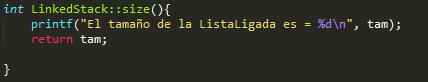 int LinkedStack::size(){
printf("El tamaño de la ListaLigada es = %d\n", tam);
return tam;
}